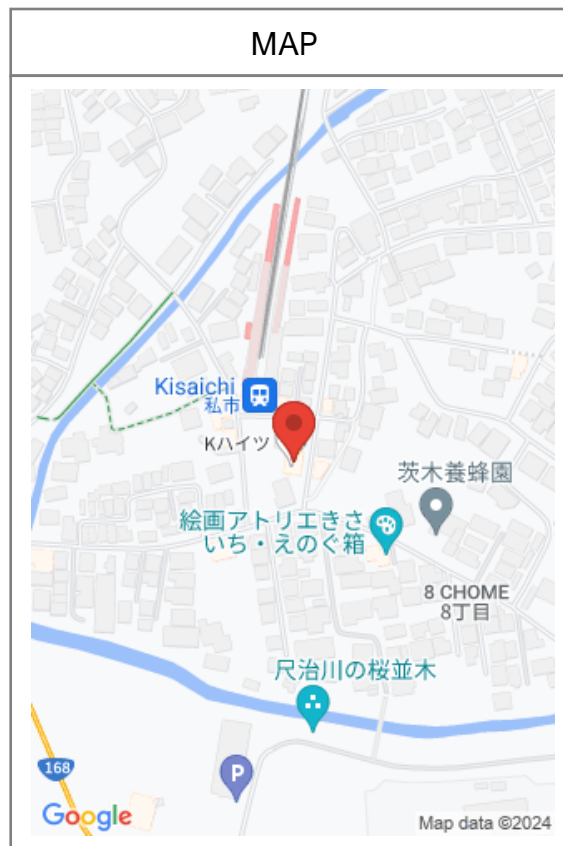 MAP
Kisaichi
私市
Kハイツ
茨木養蜂園
絵画アトリエきさ
いち・えのぐ箱
8 CHOME
8丁目
尺治川の桜並木
168
P
Google
Map data ©2024